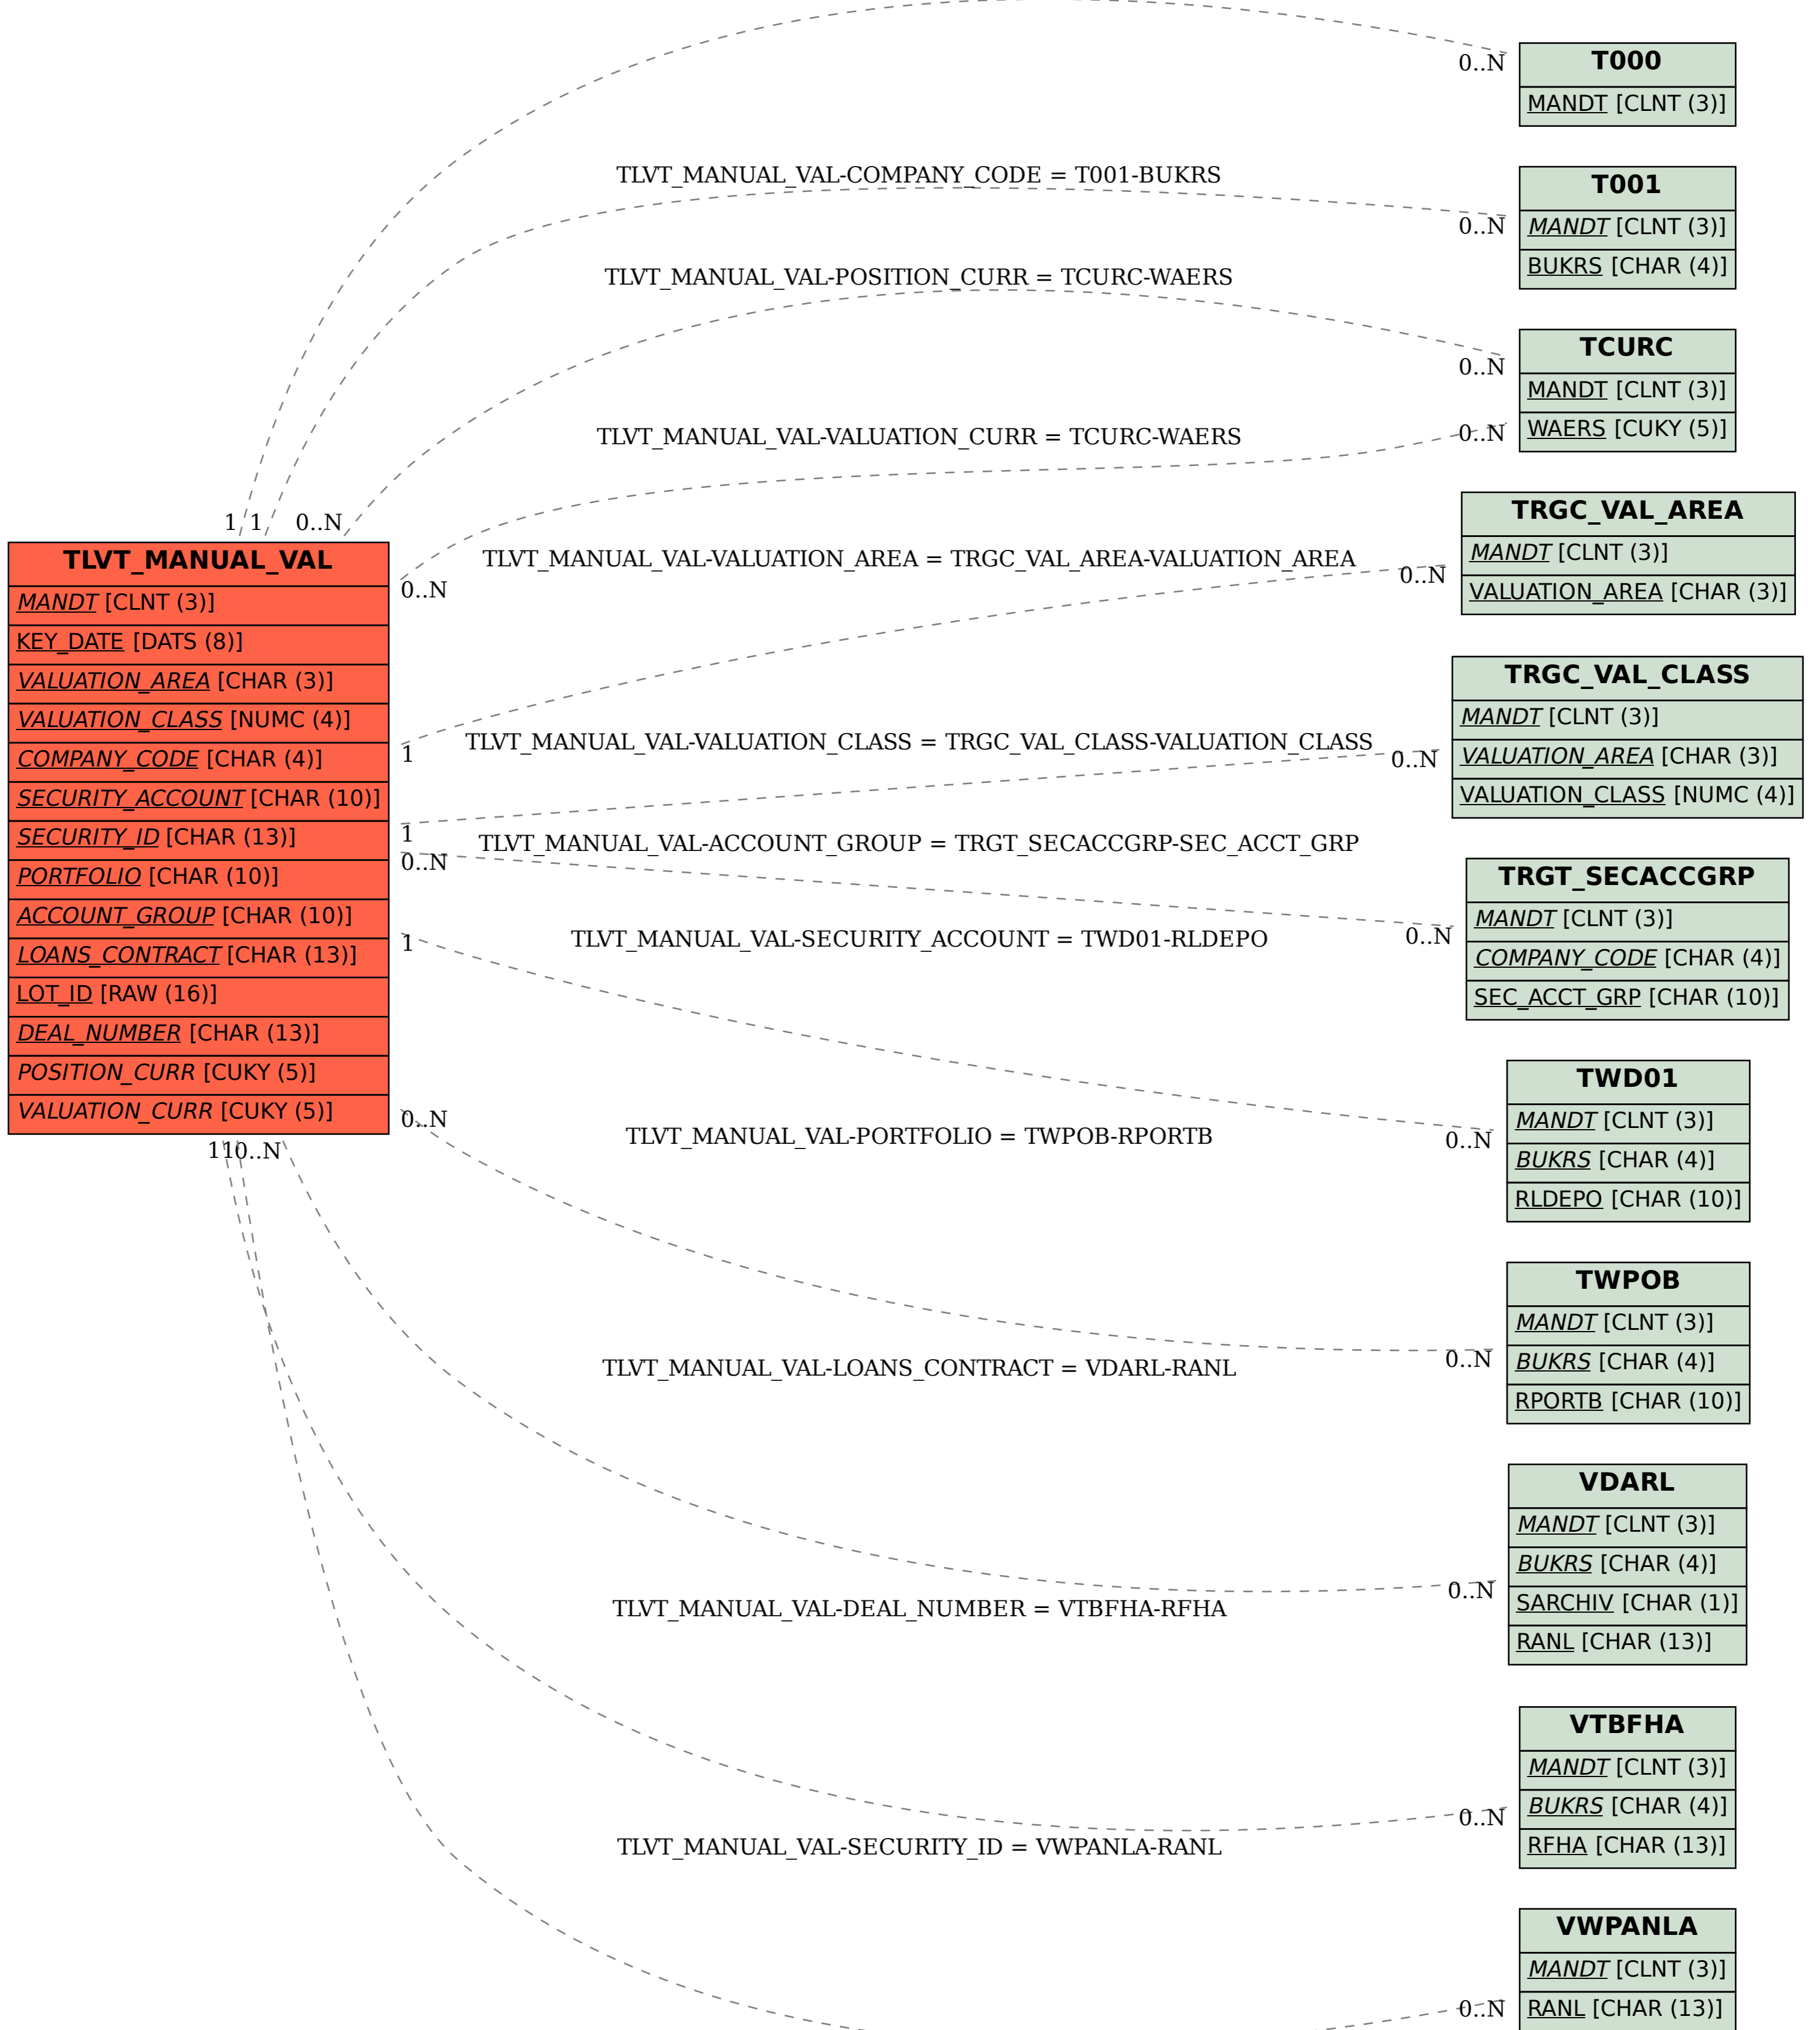 0..N
T000
MANDT [CLNT (3)]
TLVT_MANUAL_VAL-COMPANY_CODE = T001-BUKRS
0..N
T001
MANDT [CLNT (3)]
BUKRS [CHAR (4)]
TLVT_MANUAL_VAL-POSITION_CURR = TCURC-WAERS
0..N
TCURC
MANDT [CLNT (3)]
WAERS [CUKY (5)]
TLVT_MANUAL_VAL-VALUATION_CURR = TCURC-WAERS
0..N
1
1
0..N
TLVT_MANUAL_VAL
MANDT [CLNT (3)]
KEY_DATE [DATS (8)]
VALUATION_AREA [CHAR (3)]
VALUATION_CLASS [NUMC (4)]
COMPANY_CODE [CHAR (4)]
SECURITY_ACCOUNT [CHAR (10)]
SECURITY_ID [CHAR (13)]
PORTFOLIO [CHAR (10)]
ACCOUNT_GROUP [CHAR (10)]
LOANS_CONTRACT [CHAR (13)]
LOT_ID [RAW (16)]
DEAL_NUMBER [CHAR (13)]
POSITION_CURR [CUKY (5)]
VALUATION_CURR [CUKY (5)]
0..N
TLVT_MANUAL_VAL-VALUATION_AREA = TRGC_VAL_AREA-VALUATION_AREA
0..N
TRGC_VAL_AREA
MANDT [CLNT (3)]
VALUATION_AREA [CHAR (3)]
1
TLVT_MANUAL_VAL-VALUATION_CLASS = TRGC_VAL_CLASS-VALUATION_CLASS
0..N
TRGC_VAL_CLASS
MANDT [CLNT (3)]
VALUATION_AREA [CHAR (3)]
VALUATION_CLASS [NUMC (4)]
1
0..N
TLVT_MANUAL_VAL-ACCOUNT_GROUP = TRGT_SECACCGRP-SEC_ACCT_GRP
0..N
TRGT_SECACCGRP
MANDT [CLNT (3)]
COMPANY_CODE [CHAR (4)]
SEC_ACCT_GRP [CHAR (10)]
1
TLVT_MANUAL_VAL-SECURITY_ACCOUNT = TWD01-RLDEPO
0..N
TWD01
MANDT [CLNT (3)]
BUKRS [CHAR (4)]
RLDEPO [CHAR (10)]
0..N
TLVT_MANUAL_VAL-PORTFOLIO = TWPOB-RPORTB
0..N
TWPOB
MANDT [CLNT (3)]
BUKRS [CHAR (4)]
RPORTB [CHAR (10)]
1
1
0..N
TLVT_MANUAL_VAL-LOANS_CONTRACT = VDARL-RANL
0..N
VDARL
MANDT [CLNT (3)]
BUKRS [CHAR (4)]
SARCHIV [CHAR (1)]
RANL [CHAR (13)]
TLVT_MANUAL_VAL-DEAL_NUMBER = VTBFHA-RFHA
0..N
VTBFHA
MANDT [CLNT (3)]
BUKRS [CHAR (4)]
RFHA [CHAR (13)]
TLVT_MANUAL_VAL-SECURITY_ID = VWPANLA-RANL
0..N
VWPANLA
MANDT [CLNT (3)]
RANL [CHAR (13)]